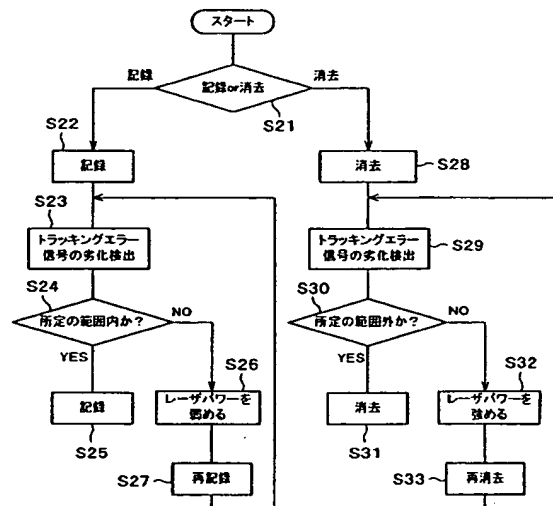 スタート
記録
記録or消去
消去
S21
S22
記録
消去
S28
S23
トラッキングエラー
信号の劣化検出
トラッキングエラー
信号の劣化検出
S29
S24
所定の範囲内か?
NO
YES
S30
所定の範囲外か?
NO
YES
S26
レーザパワーを
弱める
記録
S25
S32
レーザパワーを
強める
消去
S31
S27
再記録
S33
再消去